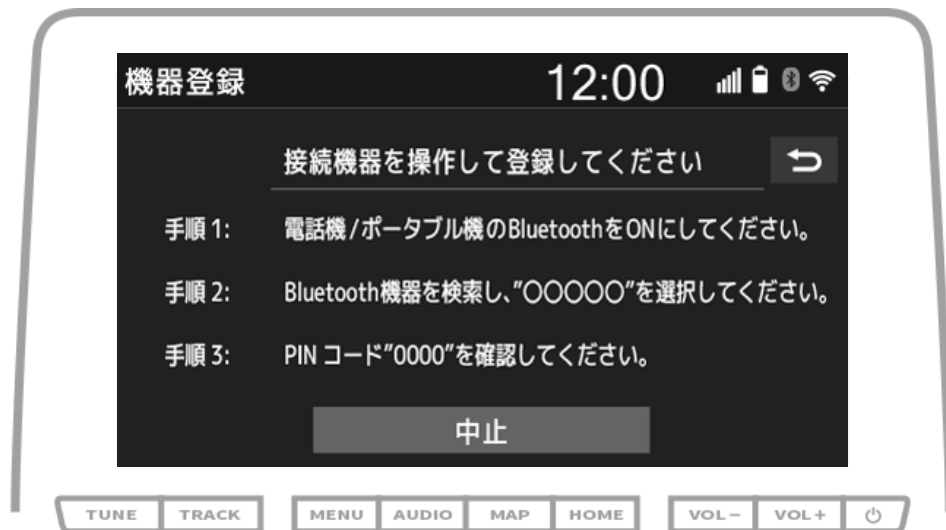 機器登録 12:00
接続機器を操作して登録してください
手順 1: 電話機/ポータブル機のBluetoothをONにしてください。
手順 2: Bluetooth機器を検索し、"〇〇〇〇〇"を選択してください。
手順 3: PIN コード"0000"を確認してください。
中止
TUNE TRACK MENU AUDIO MAP HOME VOL− VOL+